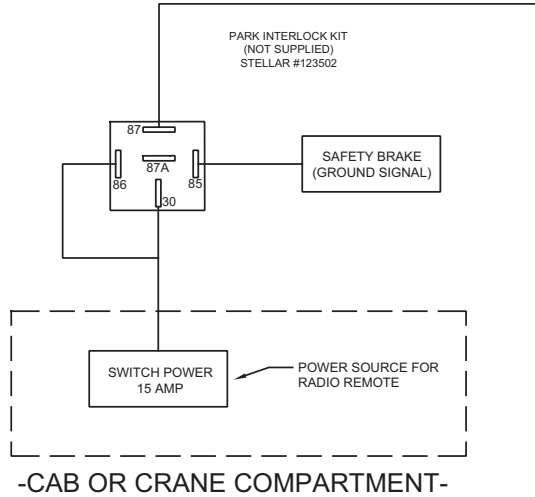 PARK INTERLOCK KIT
(NOT SUPPLIED)
STELLAR #123502
87
87A
86
85
30
SAFETY BRAKE
(GROUND SIGNAL)
SWITCH POWER
15 AMP
POWER SOURCE FOR
RADIO REMOTE
-CAB OR CRANE COMPARTMENT-